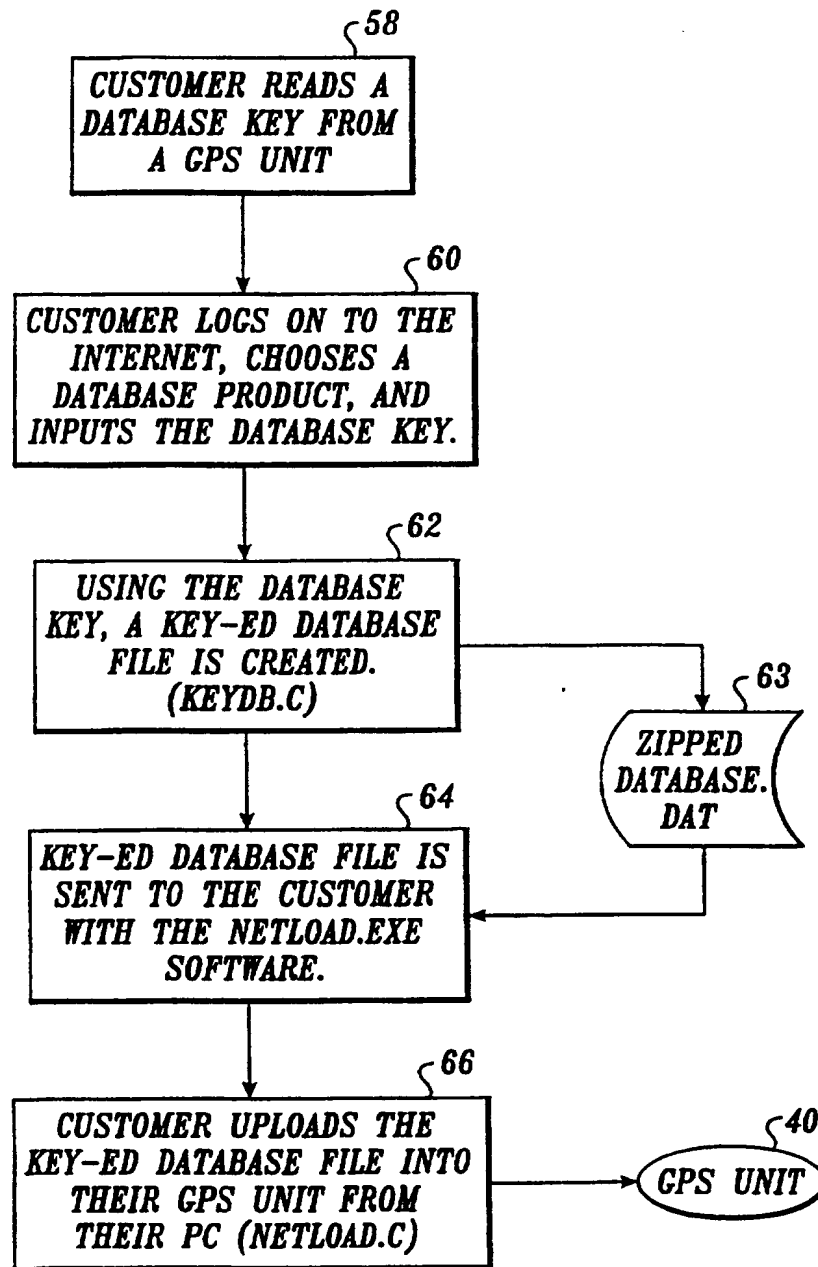 58
CUSTOMER READS A
DATABASE KEY FROM
A GPS UNIT
60
CUSTOMER LOGS ON TO THE
INTERNET, CHOOSES A
DATABASE PRODUCT, AND
INPUTS THE DATABASE KEY.
62
USING THE DATABASE
KEY, A KEY-ED DATABASE
FILE IS CREATED.
(KEYDB.C)
63
ZIPPED
DATABASE.
DAT
64
KEY-ED DATABASE FILE IS
SENT TO THE CUSTOMER
WITH THE NETLOAD.EXE
SOFTWARE.
66
CUSTOMER UPLOADS THE
KEY-ED DATABASE FILE INTO
THEIR GPS UNIT FROM
THEIR PC (NETLOAD.C)
40
GPS UNIT